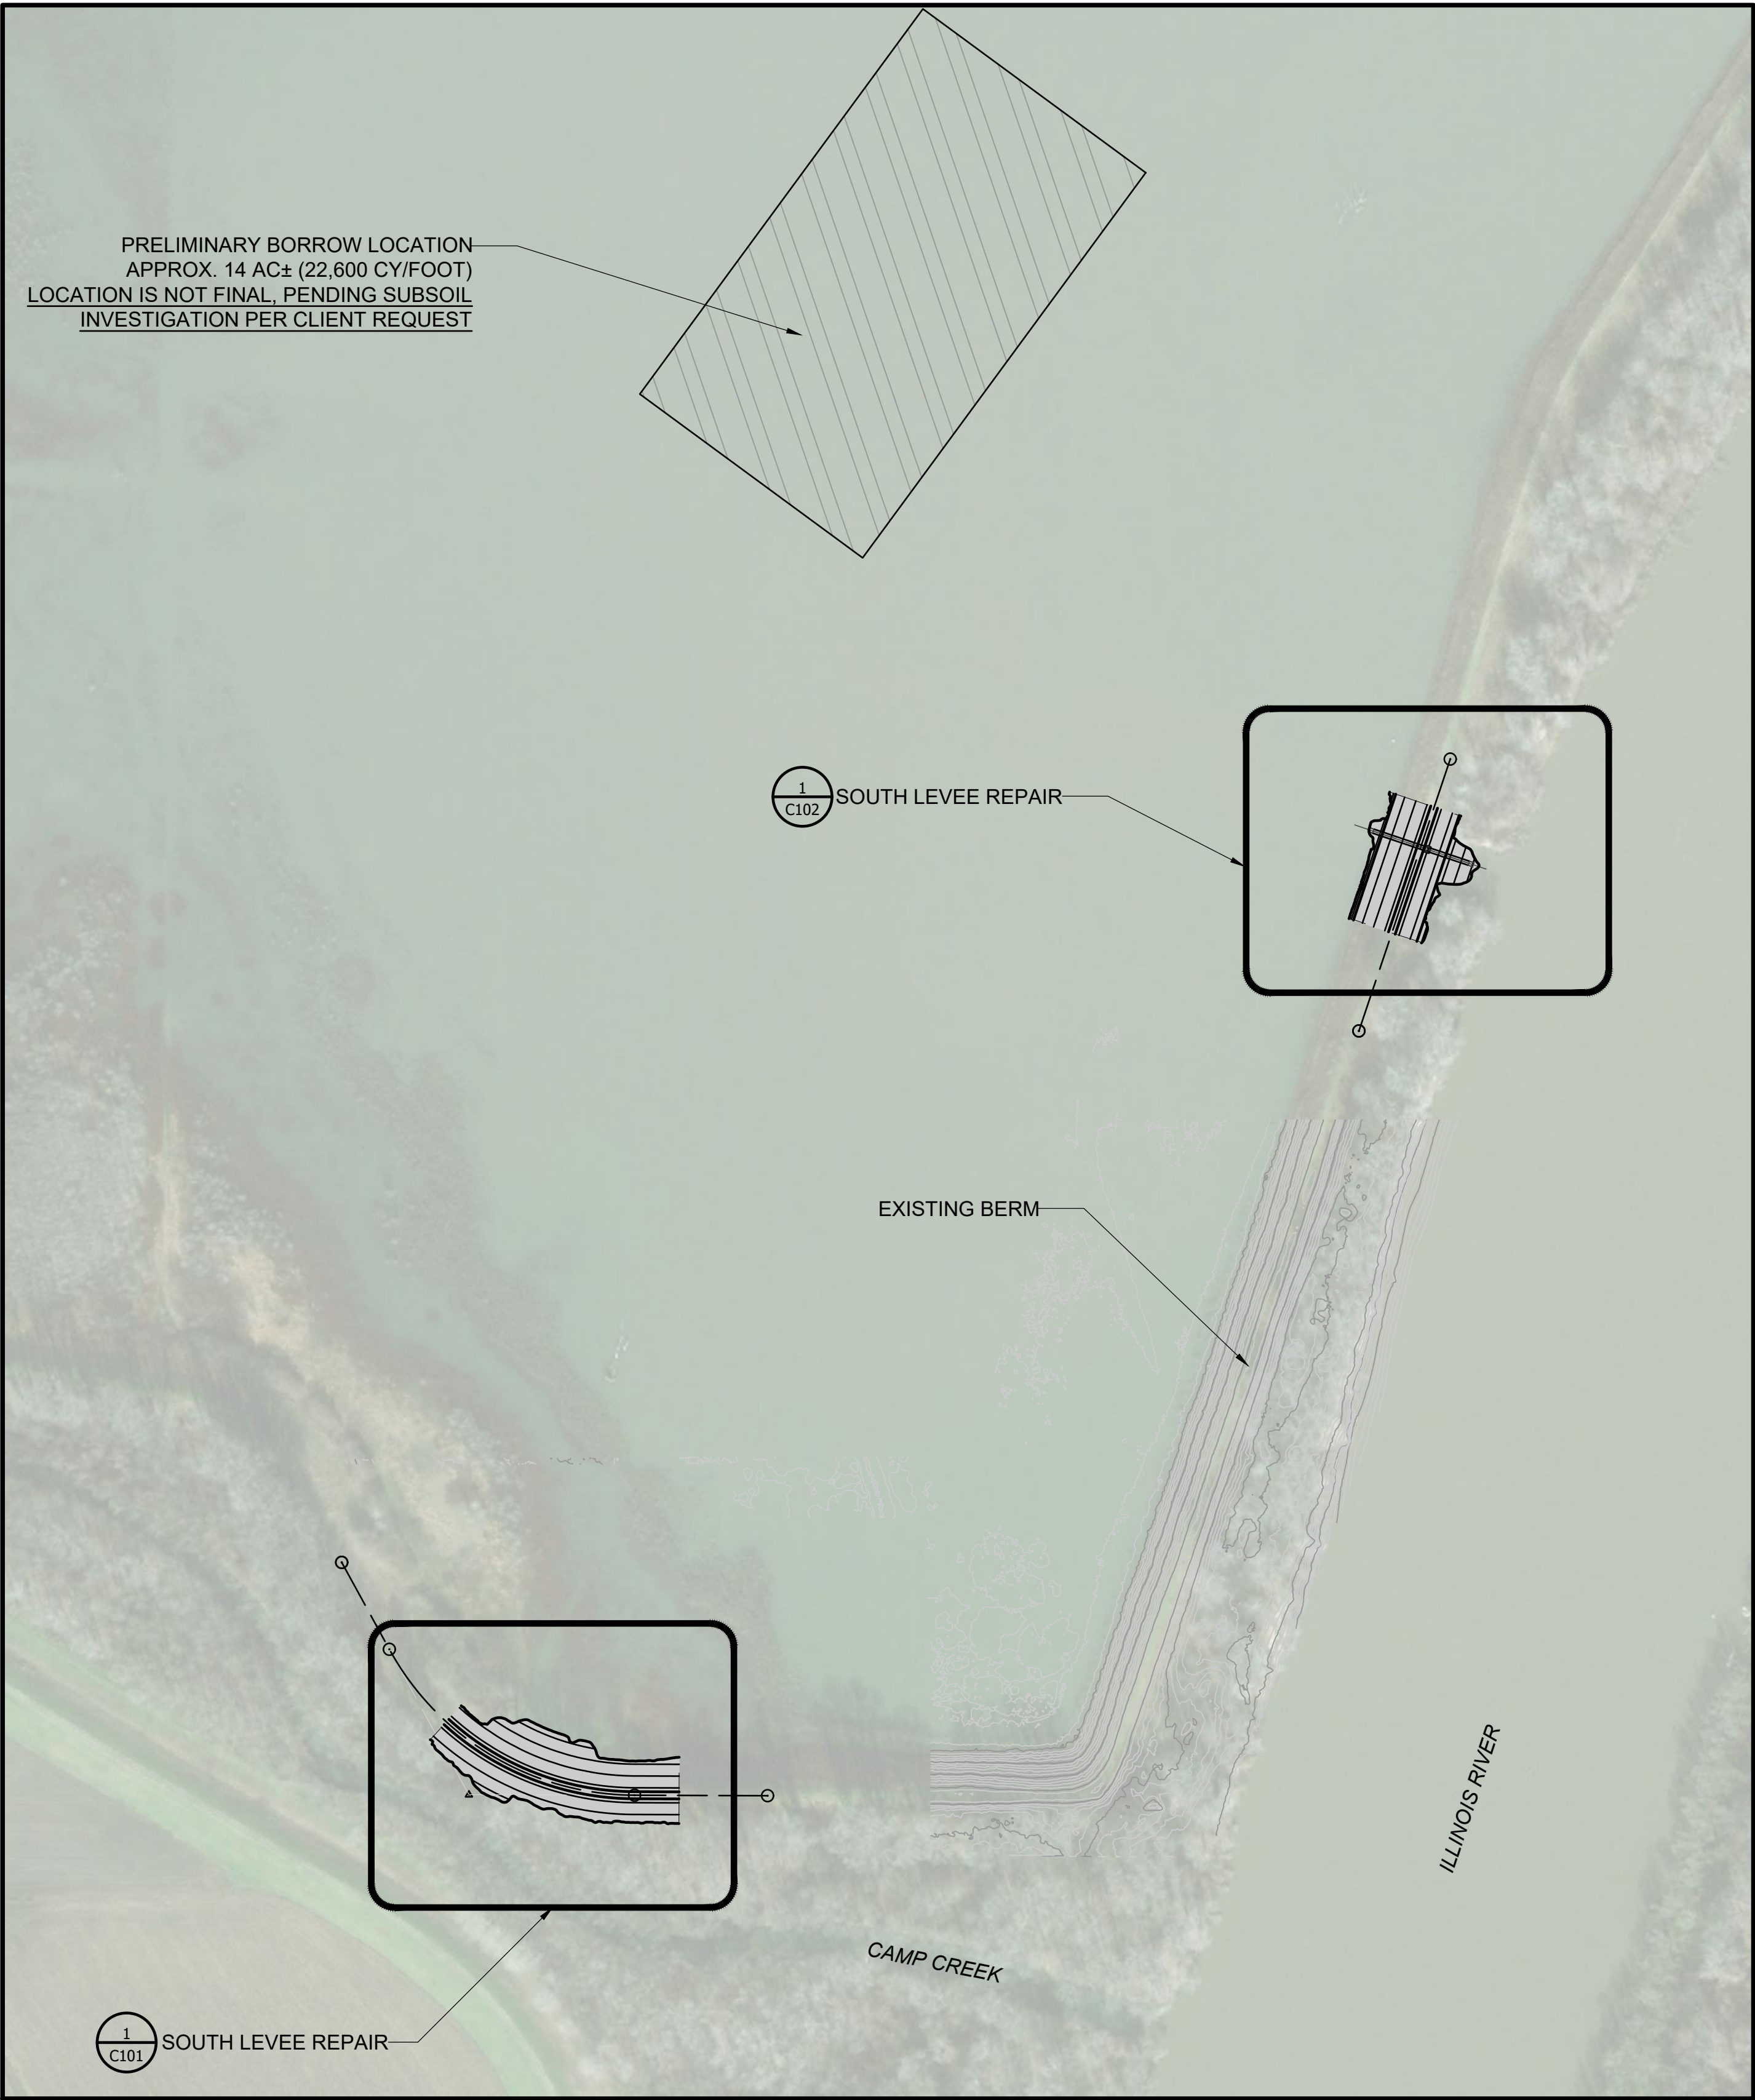 PRELIMINARY BORROW LOCATION
APPROX. 14 AC± (22,600 CY/FOOT)
LOCATION IS NOT FINAL, PENDING SUBSOIL
INVESTIGATION PER CLIENT REQUEST
1
C102
SOUTH LEVEE REPAIR
EXISTING BERM
ILLINOIS RIVER
CAMP CREEK
1
C101
SOUTH LEVEE REPAIR